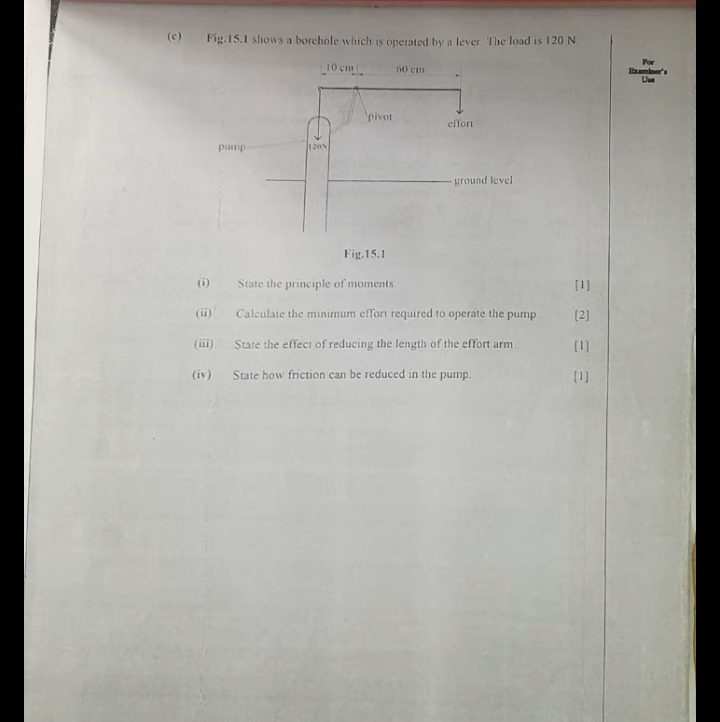 (c) Fig.15.1 shows a borehole which is operated by a lever. The load is 120 N.
For
Examiner's
Use
10 cm 60 cm
pivot
effort
pump
120N
ground level
Fig.15.1
(i) State the principle of moments. [1]
(ii) Calculate the minimum effort required to operate the pump. [2]
(iii) State the effect of reducing the length of the effort arm. [1]
(iv) State how friction can be reduced in the pump. [1]